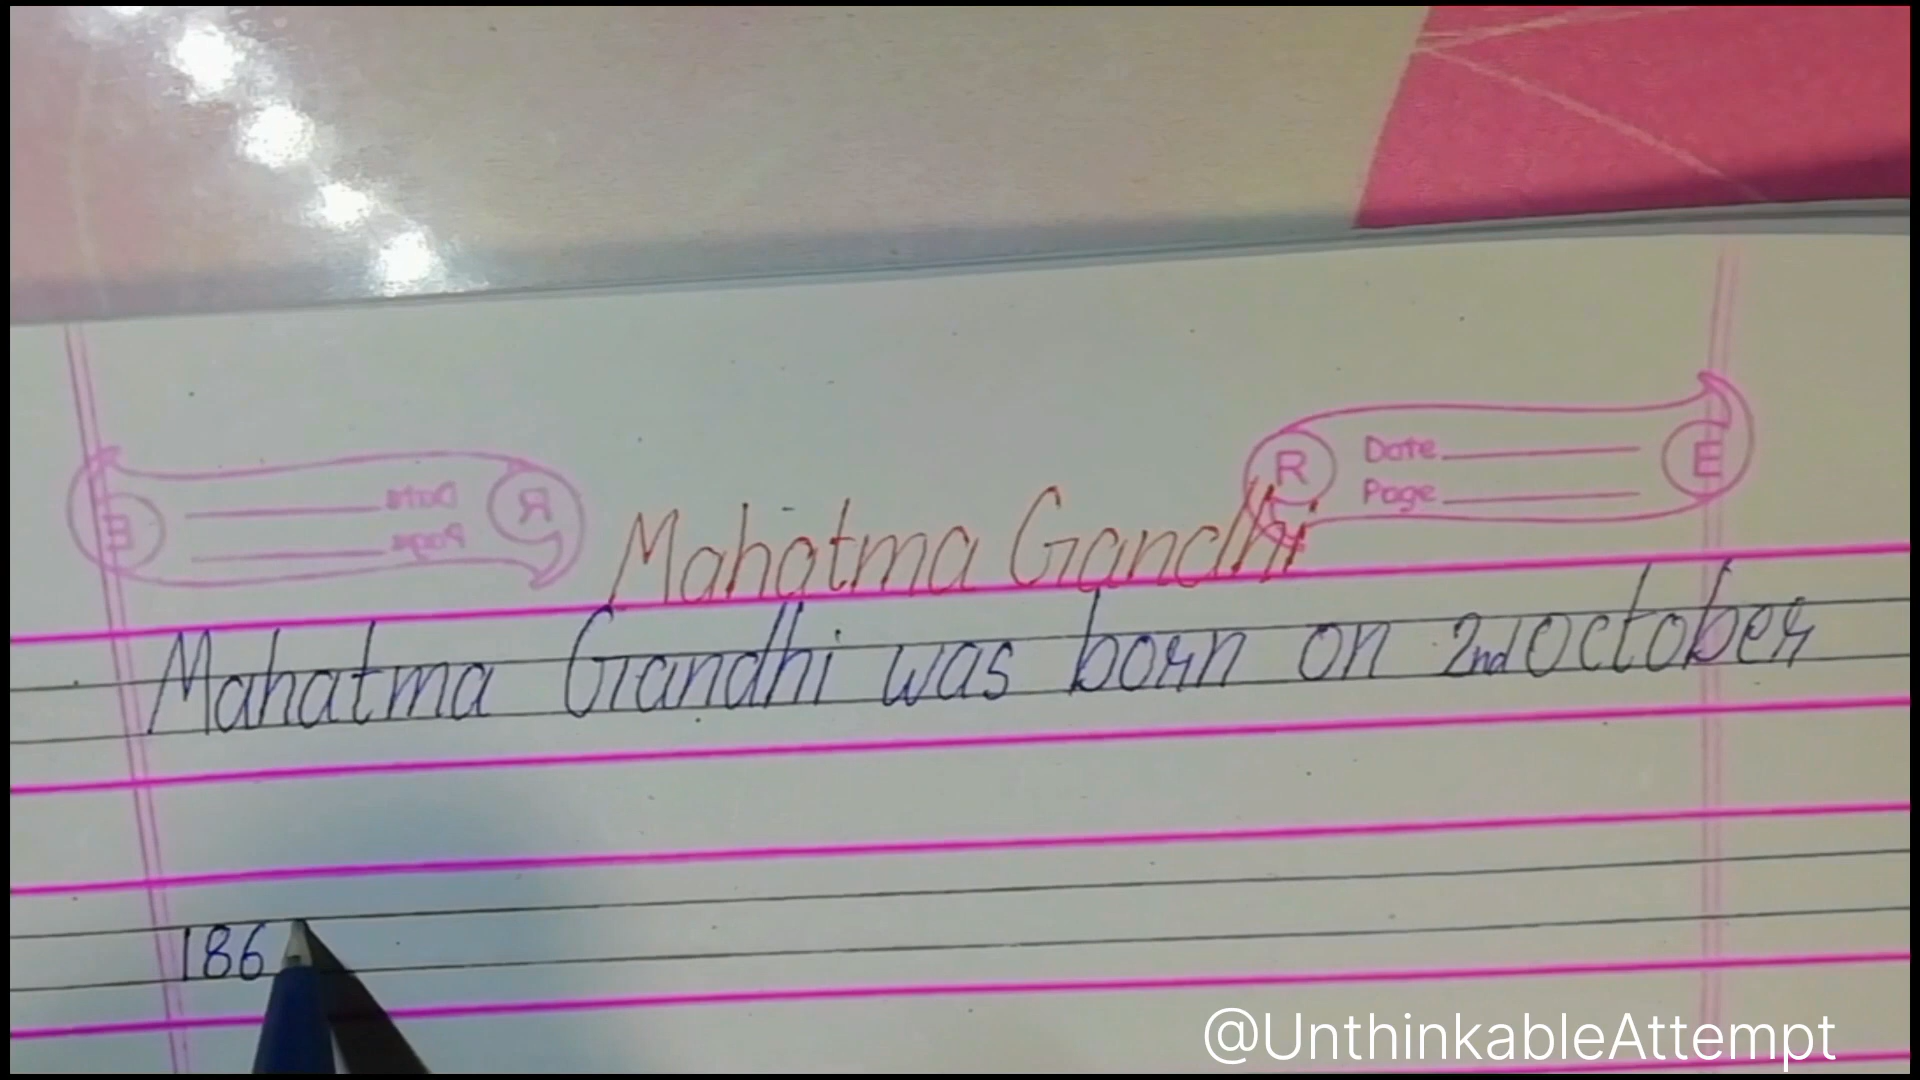 R Date
Page E
Mahatma Gandhi
Mahatma Gandhi was born on 2nd October
186
@UnthinkableAttempt